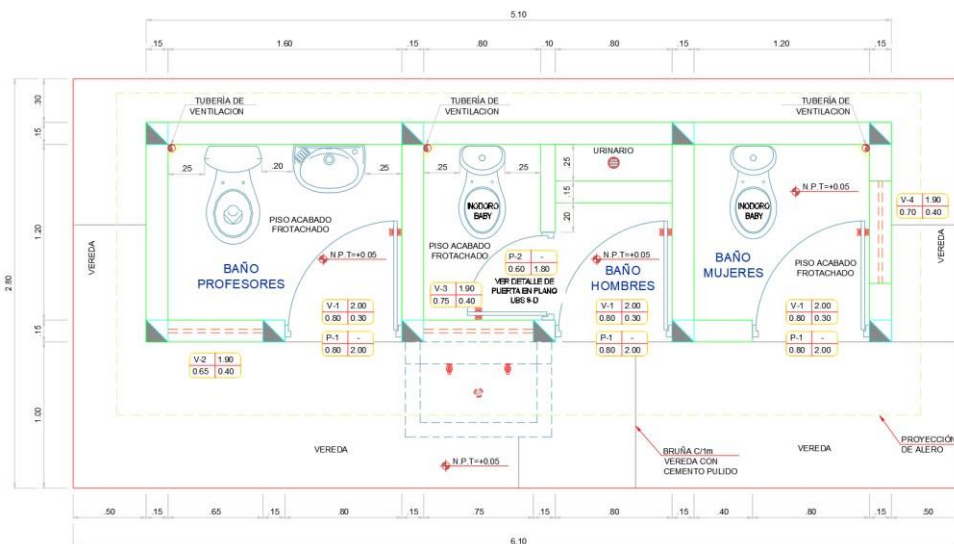 5.10
.15 1.60 .15 .80 .10 .80 .15 1.20 .15
.30
.15
1.20
.15
1.00
2.80
TUBERÍA DE
VENTILACION
TUBERÍA DE
VENTILACION
TUBERÍA DE
VENTILACION
URINARIO
.25 .20 .25
.25 .25
.25
.15
.20
INODORO
BABY
INODORO
BABY
N.P.T=+0.05
V-4 1.90
0.70 0.40
VEREDA
VEREDA
PISO ACABADO
FROTACHADO
PISO ACABADO
FROTACHADO
PISO ACABADO
FROTACHADO
N.P.T=+0.05
N.P.T=+0.05
BAÑO
PROFESORES
BAÑO
HOMBRES
BAÑO
MUJERES
P-2 -
0.60 1.80
VER DETALLE DE
PUERTA EN PLANO
UBS 9-D
V-3 1.90
0.75 0.40
V-1 2.00
0.80 0.30
P-1 -
0.80 2.00
V-1 2.00
0.80 0.30
P-1 -
0.80 2.00
V-1 2.00
0.80 0.30
P-1 -
0.80 2.00
V-2 1.90
0.65 0.40
VEREDA
N.P.T=+0.05
BRUÑA C/1m
VEREDA CON
CEMENTO PULIDO
VEREDA
PROYECCIÓN
DE ALERO
.50 .15 .65 .80 .15 .75 .15 .80 .15 .40 .80 .15 .50
6.10